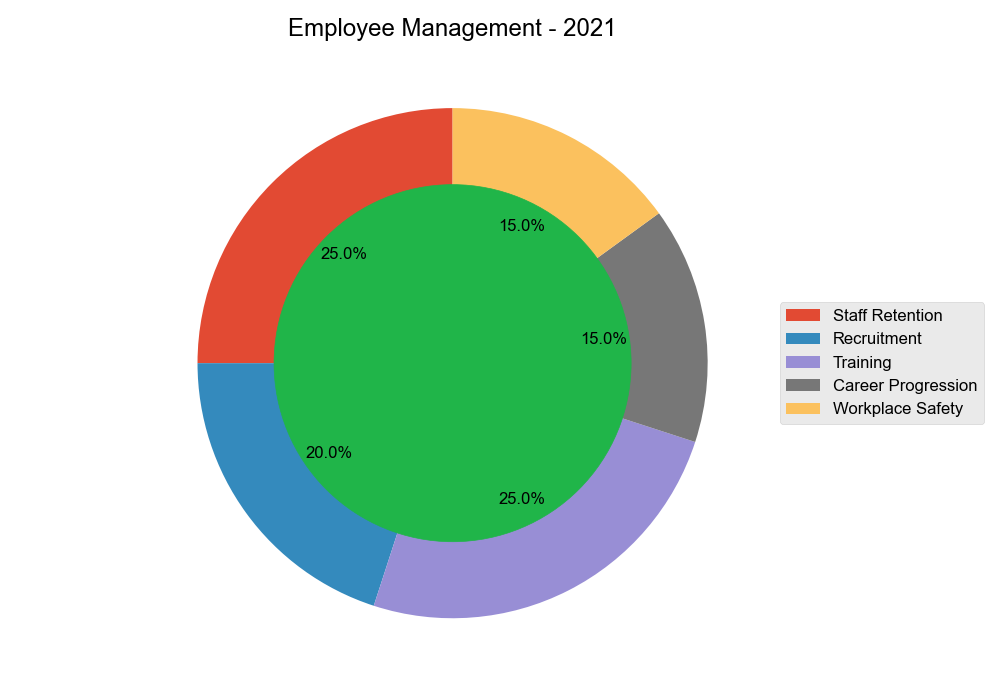 Employee Management - 2021
15.0%
25.0%
15.0%
20.0%
25.0%
Staff Retention
Recruitment
Training
Career Progression
Workplace Safety